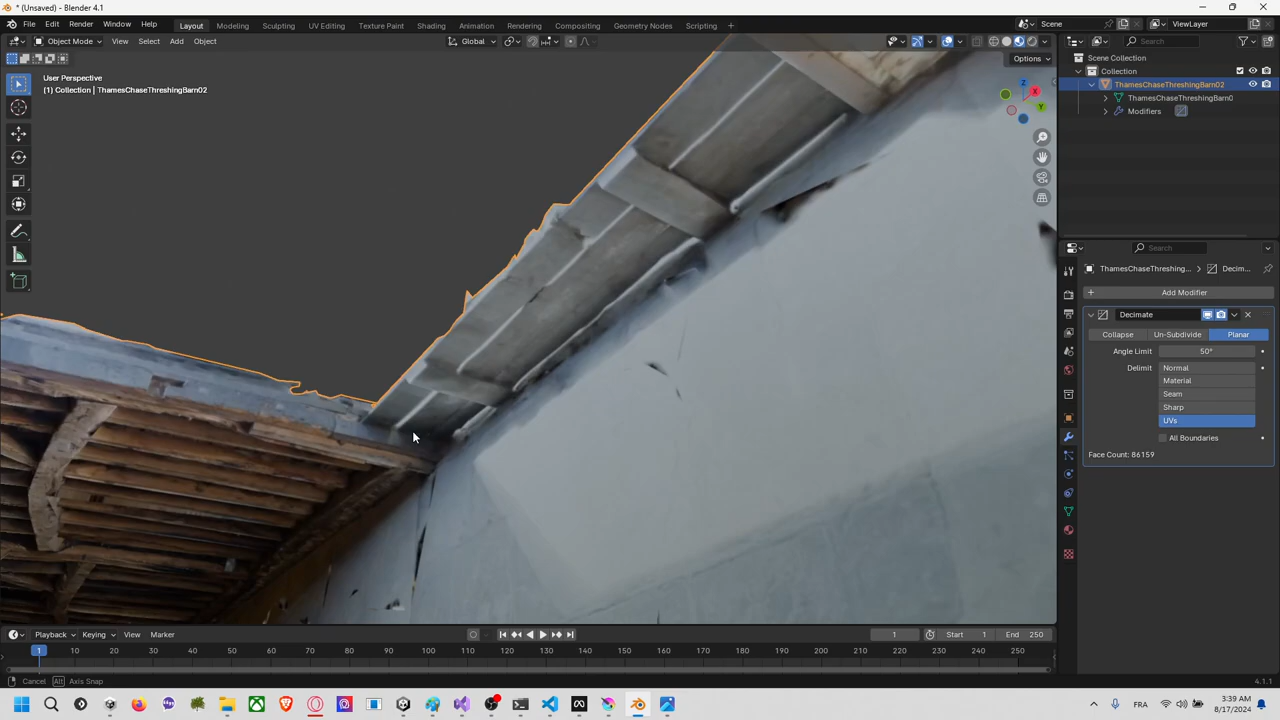 * (Unsaved) - Blender 4.1
File Edit Render Window Help Layout Modeling Sculpting UV Editing Texture Paint Shading Animation Rendering Compositing Geometry Nodes Scripting + Scene ViewLayer
Object Mode View Select Add Object Global Search
Options
User Perspective
(1) Collection | ThamesChaseThreshingBarn02
Scene Collection
Collection
ThamesChaseThreshingBarn02
ThamesChaseThreshingBarn0
Modifiers
X
Y
Z
Search
ThamesChaseThreshing... > Decim...
+ Add Modifier
Decimate
Collapse Un-Subdivide Planar
Angle Limit 50°
Delimit Normal
Material
Seam
Sharp
UVs
All Boundaries
Face Count: 86159
Playback Keying View Marker 1 Start 1 End 250
1 10 20 30 40 50 60 70 80 90 100 110 120 130 140 150 160 170 180 190 200 210 220 230 240 250
Cancel Alt Axis Snap 4.1.1
FRA 3:39 AM
8/17/2024